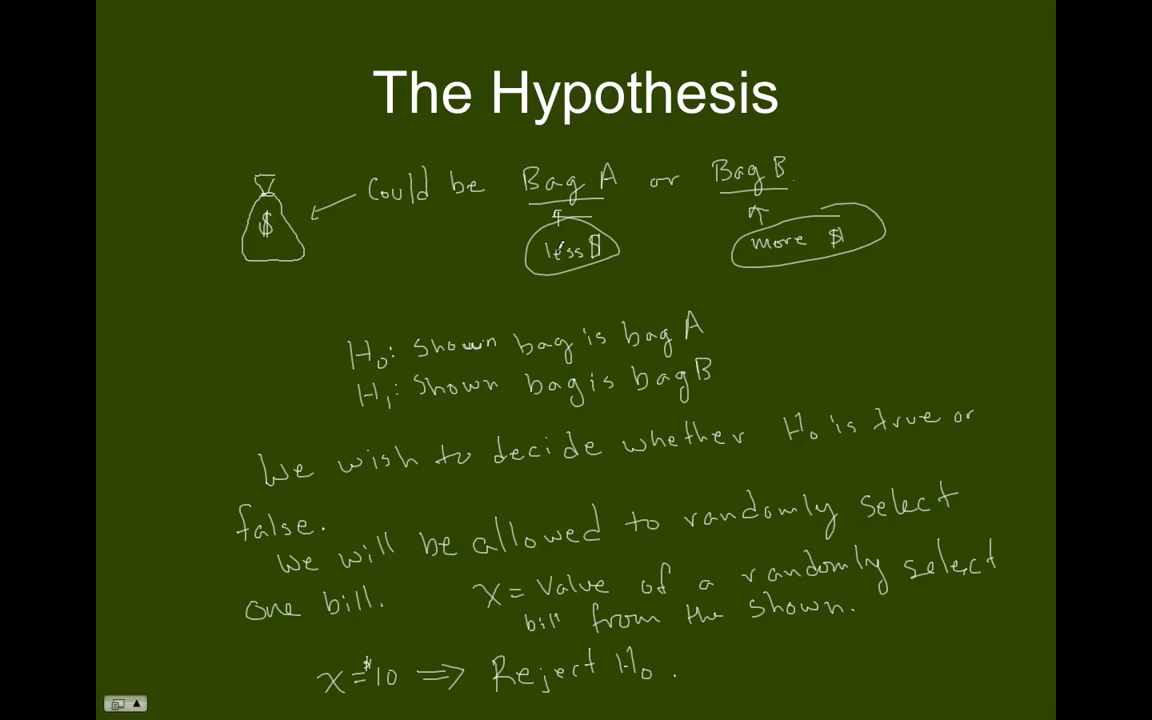 The Hypothesis
$ Could be Bag A or Bag B.
less $ more $
H0: Shown bag is bag A
H1: Shown bag is bag B
We wish to decide whether H0 is true or
false.
We will be allowed to randomly select
one bill. X = Value of a randomly select
bill from the shown.
X = $10 ⟹ Reject H0.